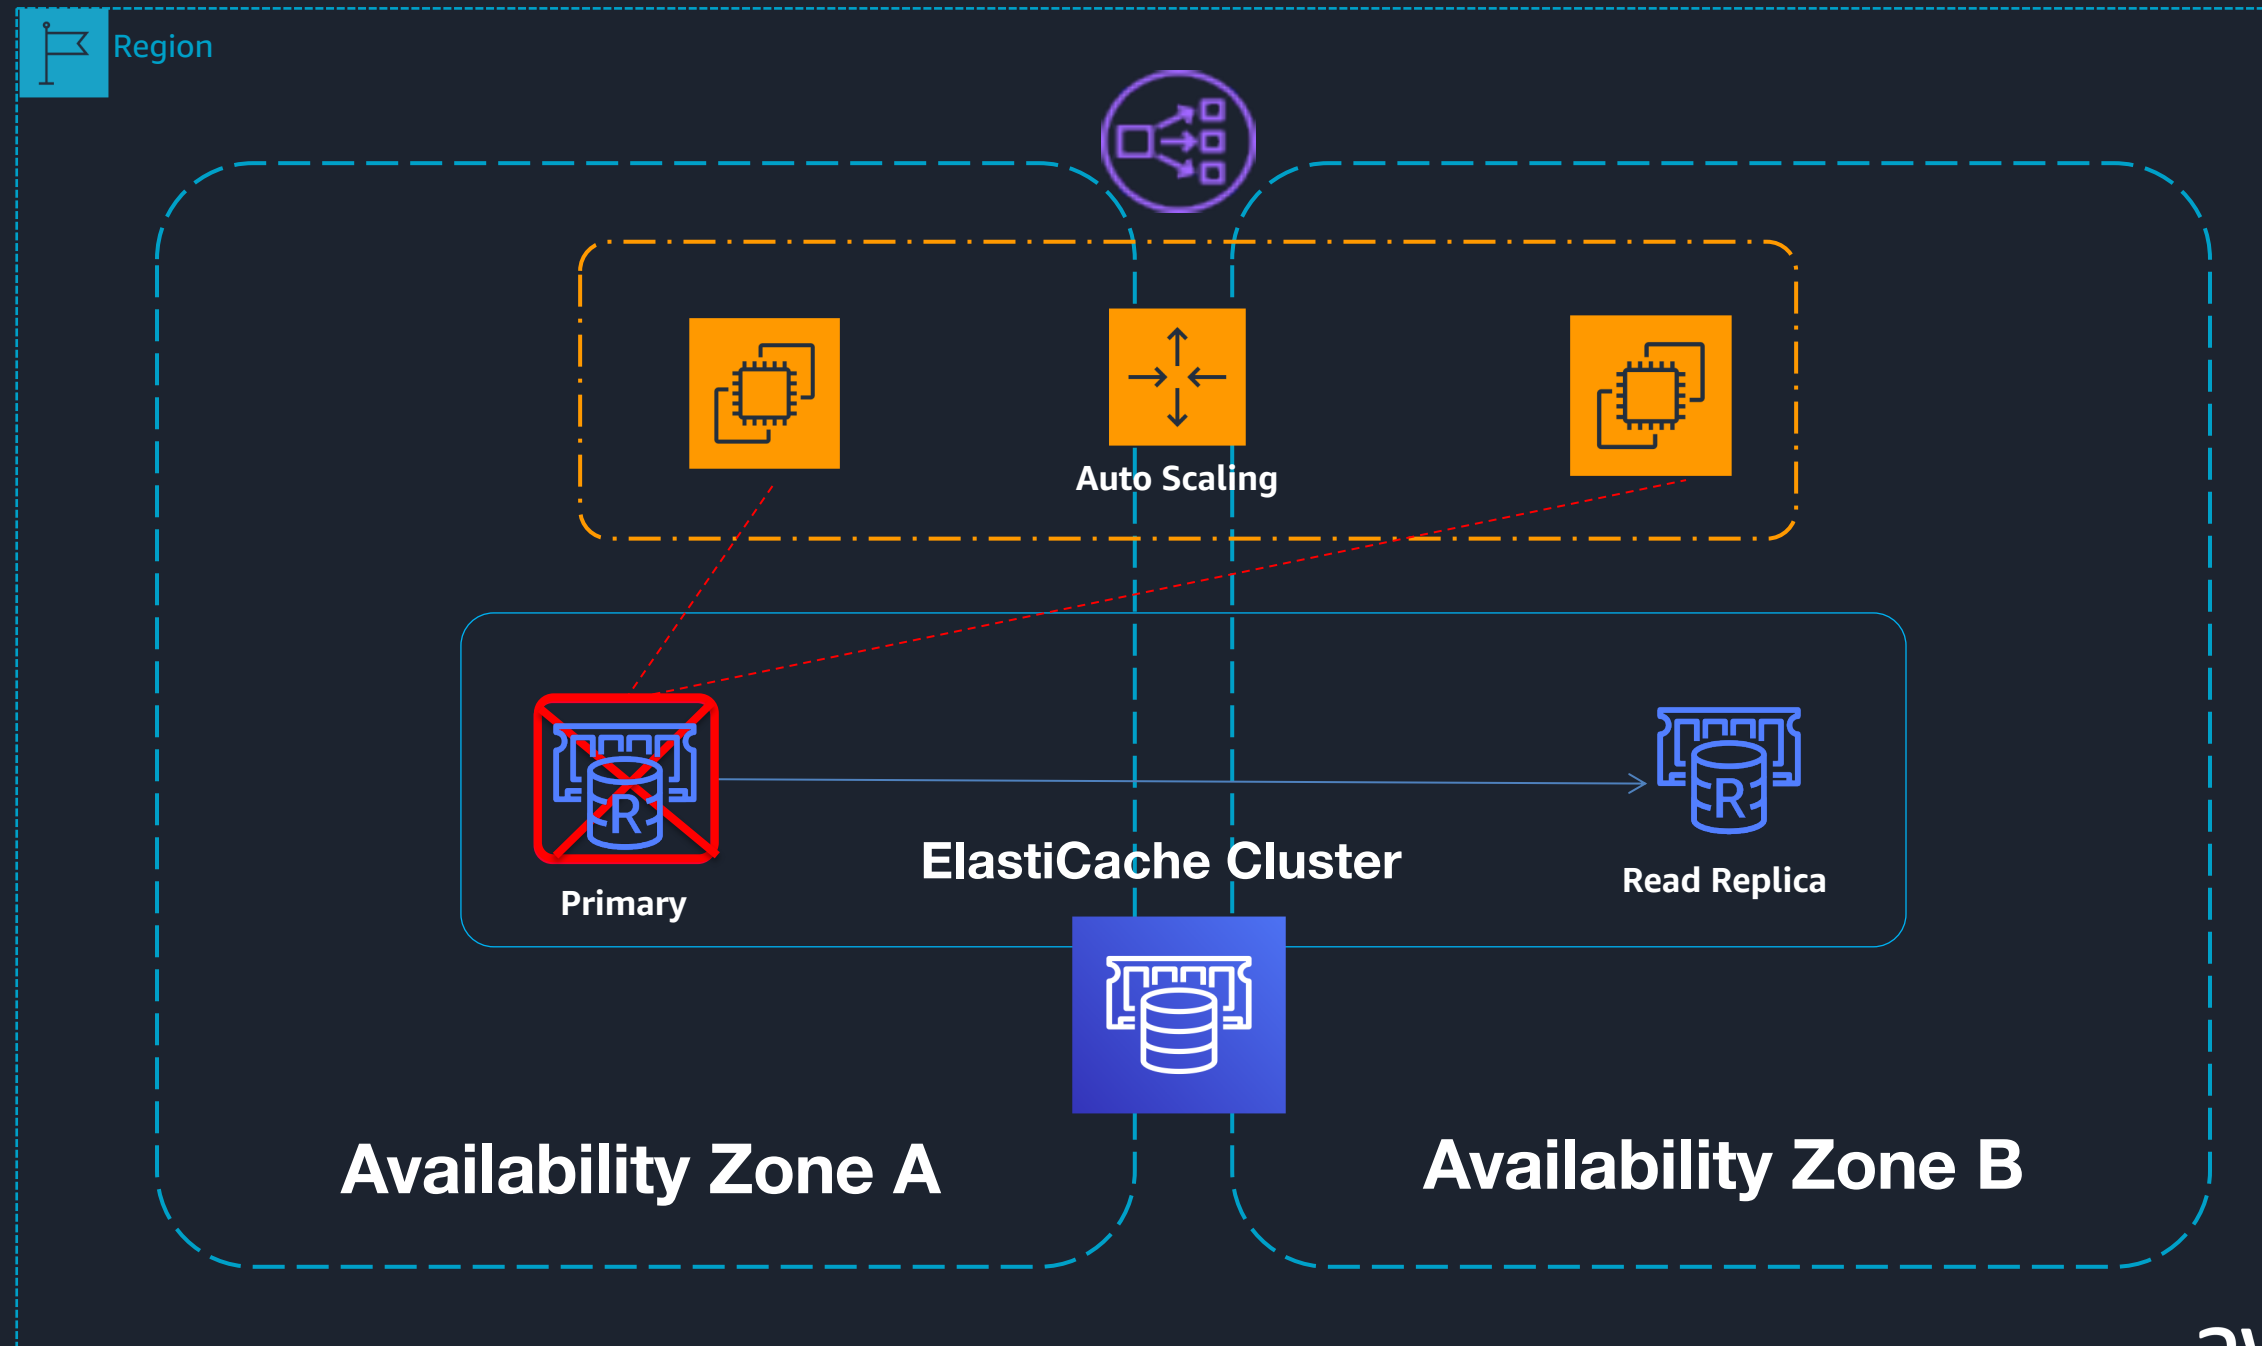 Region
Auto Scaling
R
R
ElastiCache Cluster
Primary
Read Replica
Availability Zone A
Availability Zone B